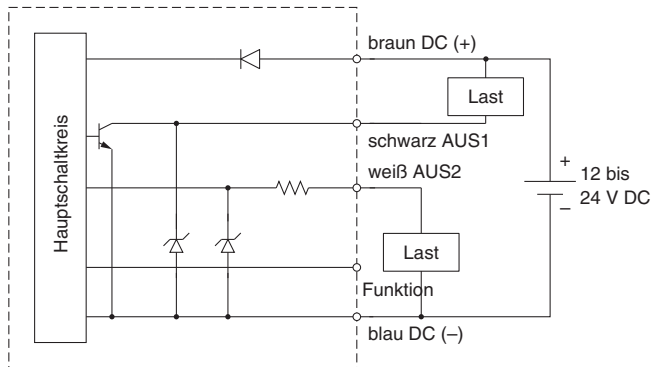 braun DC (+)
Last
schwarz AUS1
weiß AUS2
Hauptschaltkreis
+
12 bis
24 V DC
–
Last
Funktion
blau DC (–)